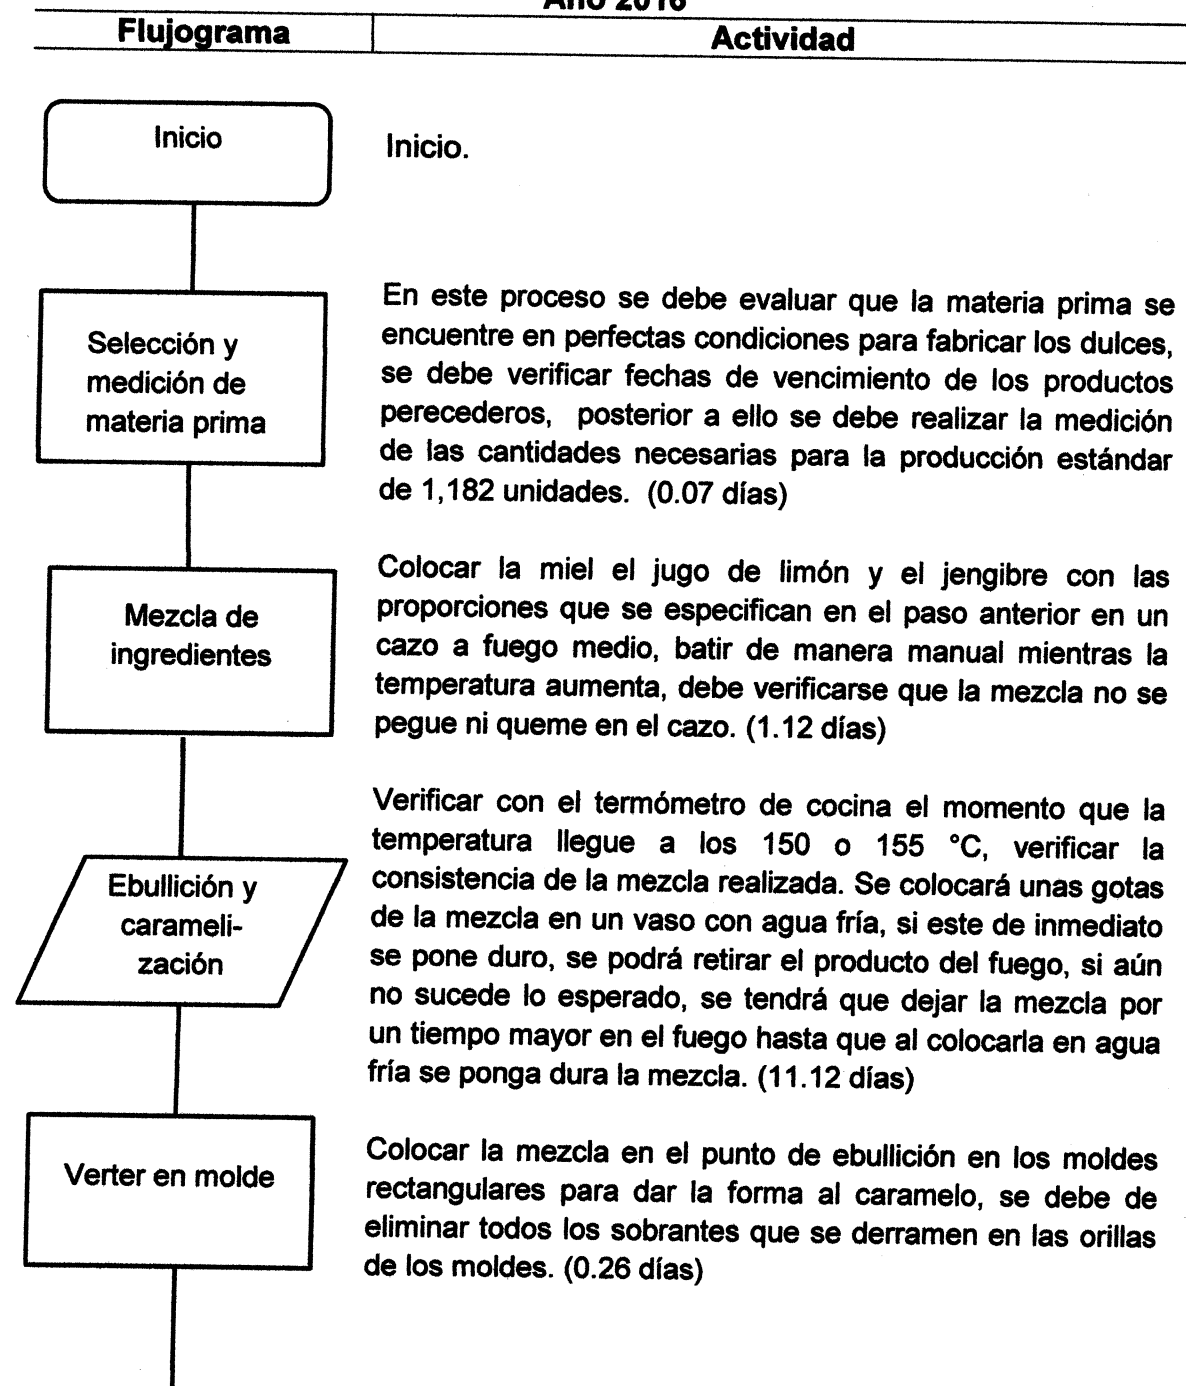 Año 2016
Flujograma
Actividad
Inicio
Inicio.
Selección y
medición de
materia prima
En este proceso se debe evaluar que la materia prima se
encuentre en perfectas condiciones para fabricar los dulces,
se debe verificar fechas de vencimiento de los productos
perecederos, posterior a ello se debe realizar la medición
de las cantidades necesarias para la producción estándar
de 1,182 unidades. (0.07 días)
Mezcla de
ingredientes
Colocar la miel el jugo de limón y el jengibre con las
proporciones que se especifican en el paso anterior en un
cazo a fuego medio, batir de manera manual mientras la
temperatura aumenta, debe verificarse que la mezcla no se
pegue ni queme en el cazo. (1.12 días)
Ebullición y
carameli-
zación
Verificar con el termómetro de cocina el momento que la
temperatura llegue a los 150 o 155 °C, verificar la
consistencia de la mezcla realizada. Se colocará unas gotas
de la mezcla en un vaso con agua fría, si este de inmediato
se pone duro, se podrá retirar el producto del fuego, si aún
no sucede lo esperado, se tendrá que dejar la mezcla por
un tiempo mayor en el fuego hasta que al colocarla en agua
fría se ponga dura la mezcla. (11.12 días)
Verter en molde
Colocar la mezcla en el punto de ebullición en los moldes
rectangulares para dar la forma al caramelo, se debe de
eliminar todos los sobrantes que se derramen en las orillas
de los moldes. (0.26 días)